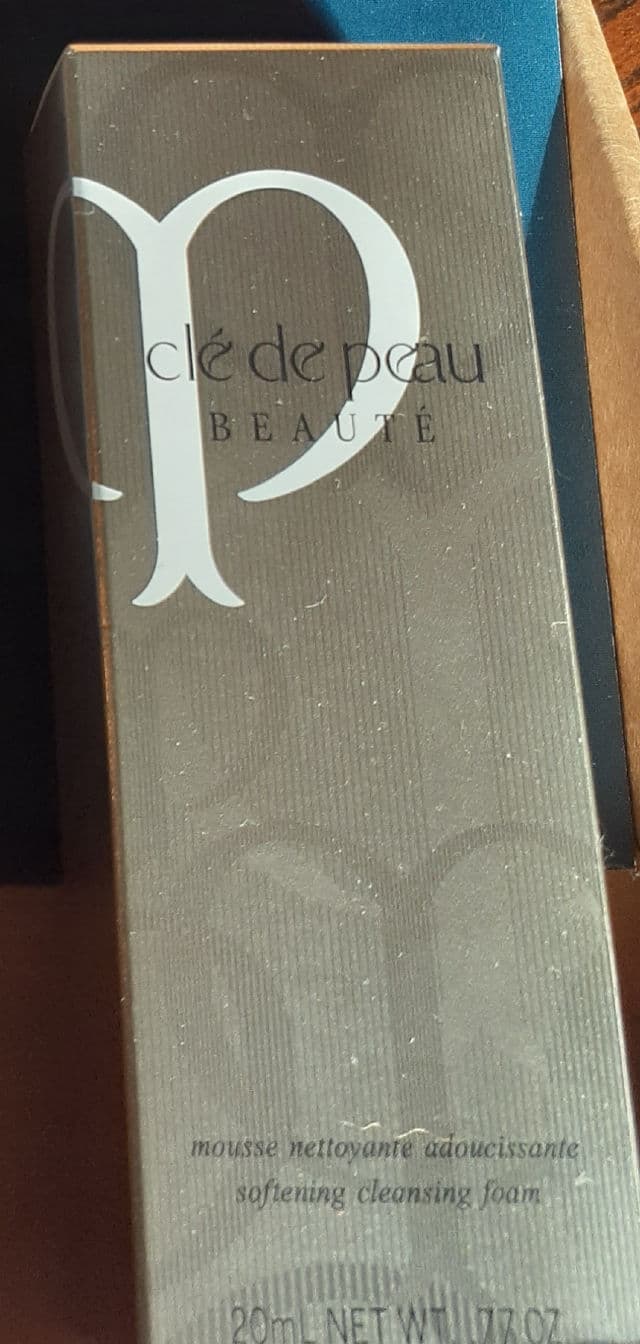 clé de peau
BEAUTÉ
mousse nettoyante adoucissante
softening cleansing foam
20mL NET WT. .77 OZ